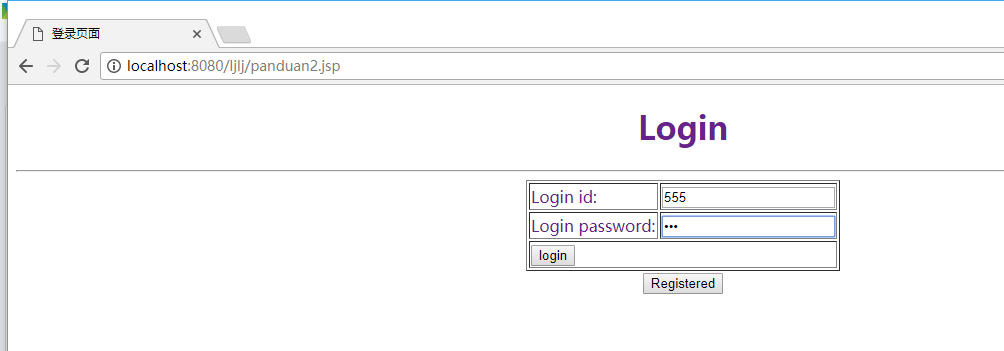 登录页面
localhost:8080/ljlj/panduan2.jsp
Login
Login id: 555
Login password: •••
login
Registered